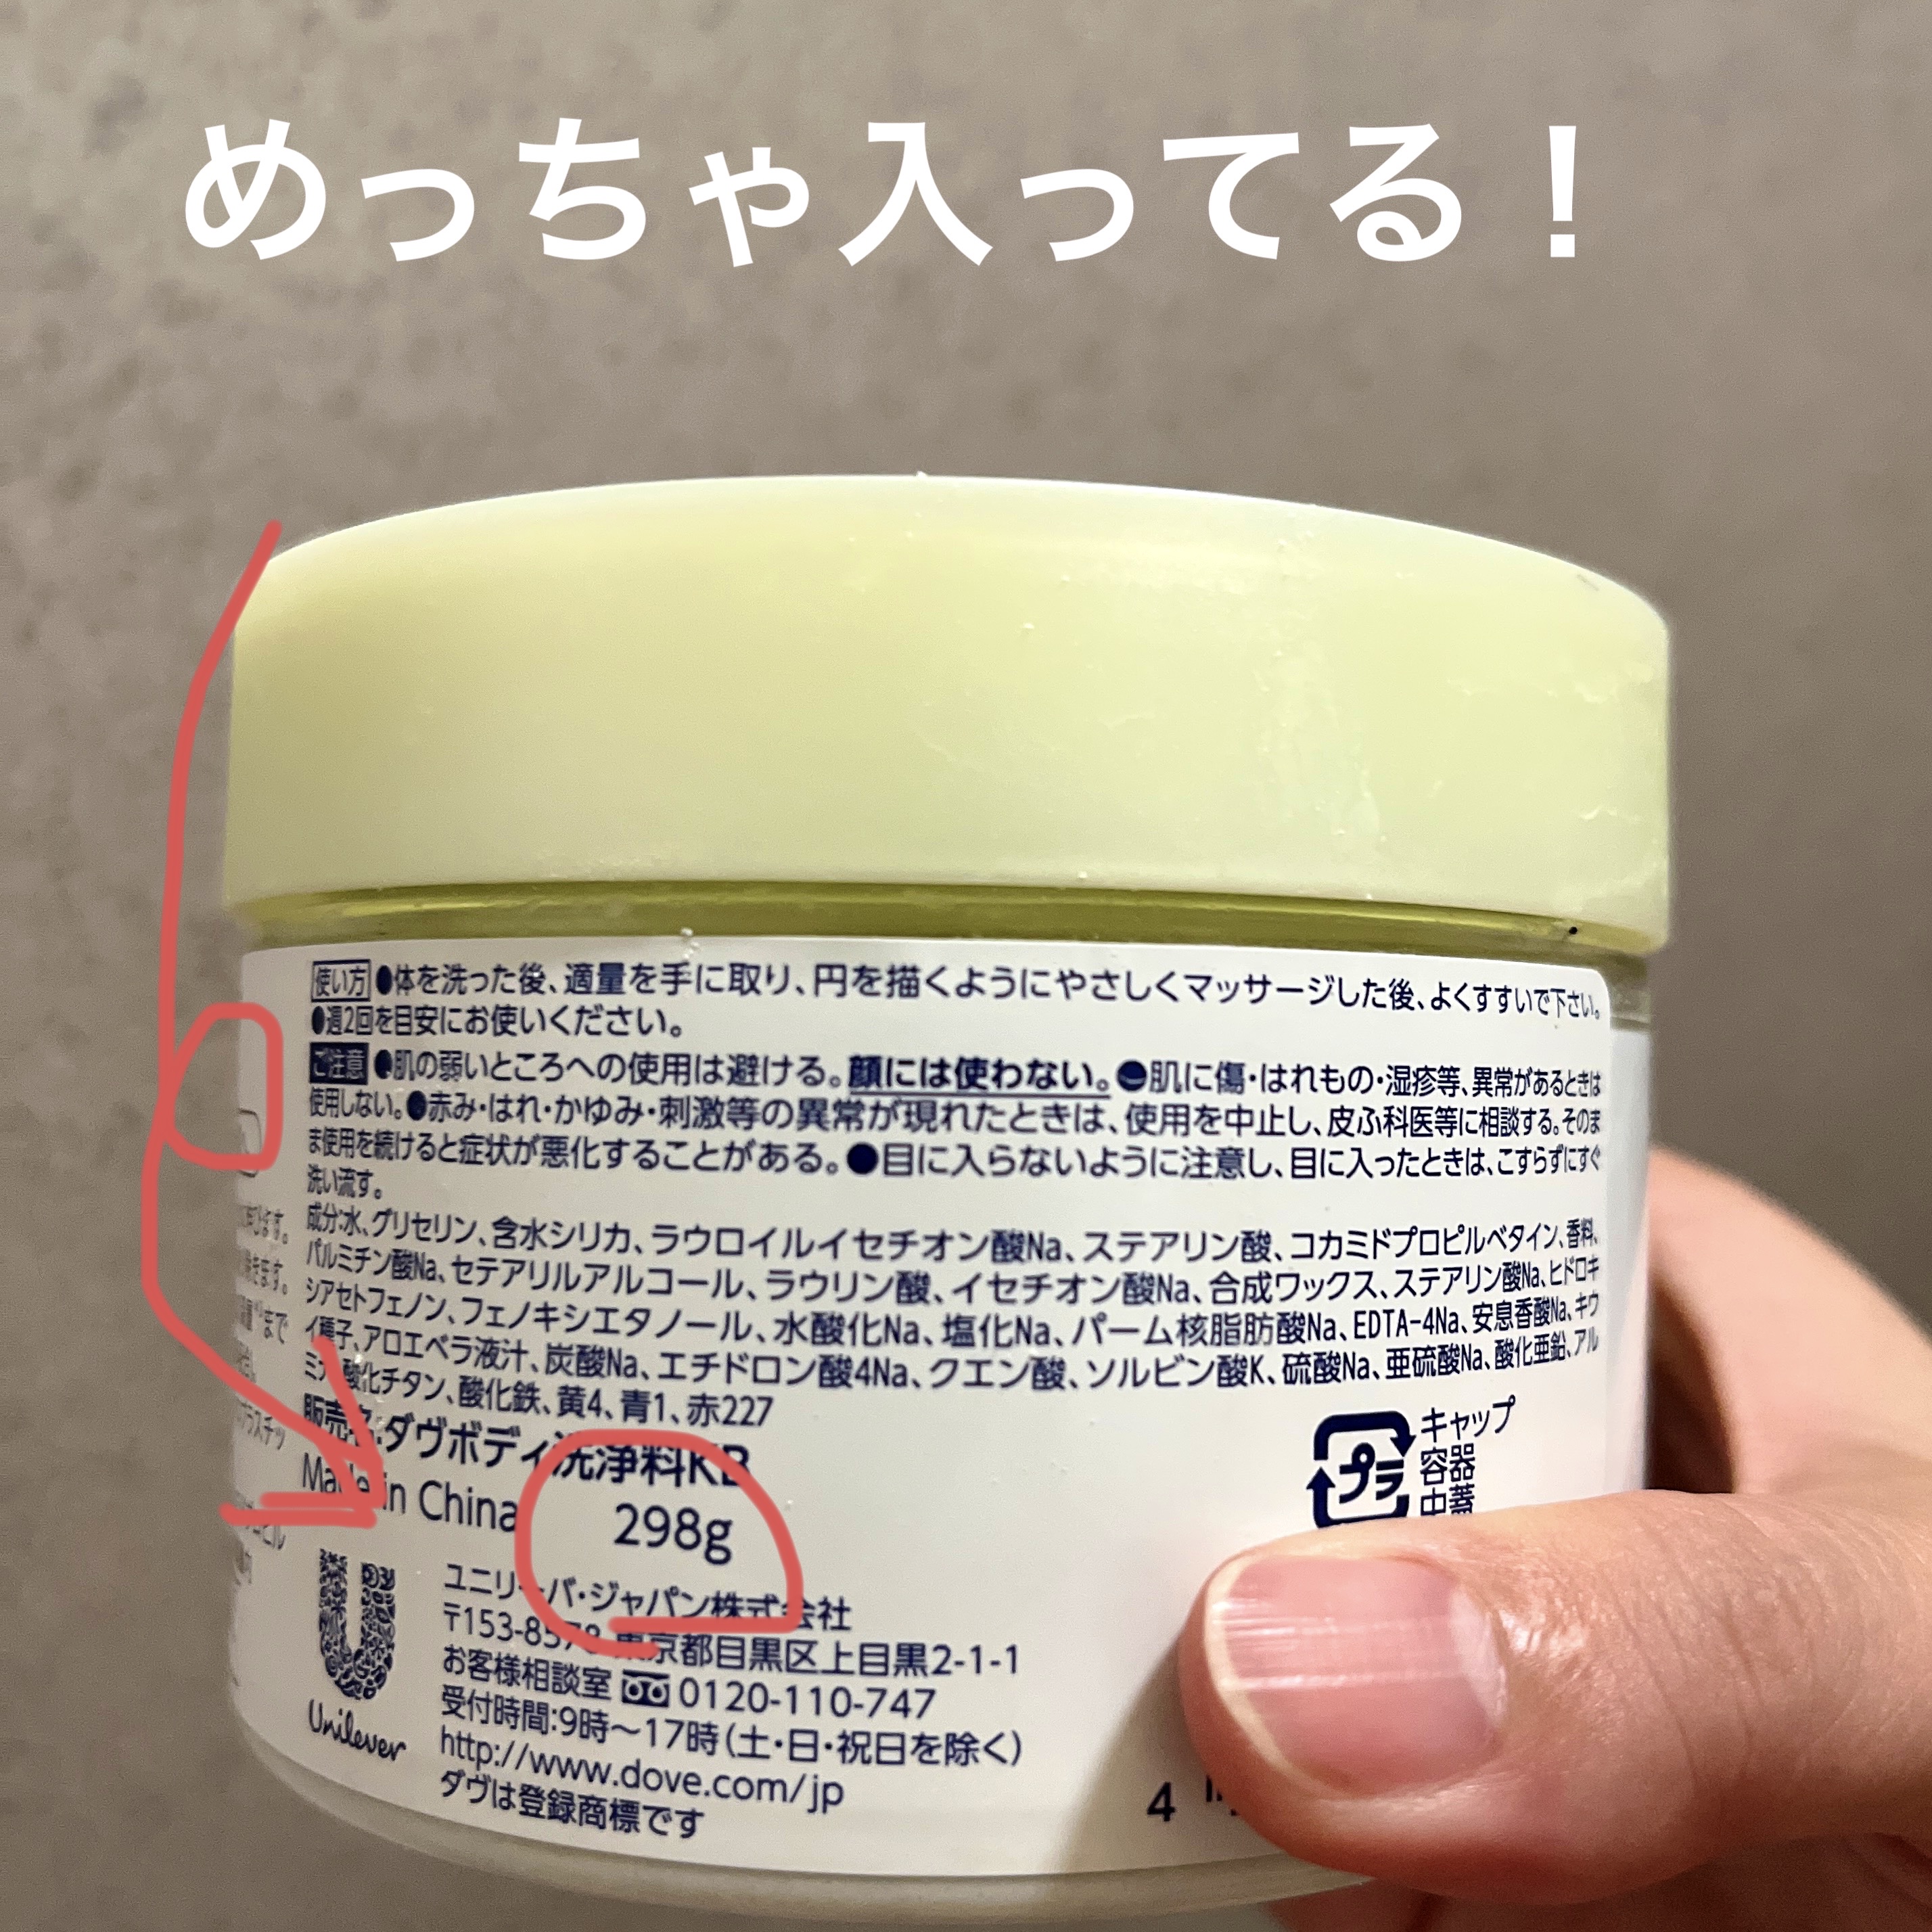 めっちゃ入ってる！
使い方 ●体を洗った後、適量を手に取り、円を描くようにやさしくマッサージした後、よくすすいで下さい。
●週2回を目安にお使いください。
ご注意 ●肌の弱いところへの使用は避ける。顔には使わない。●肌に傷・はれもの・湿疹等、異常があるときは
使用しない。●赤み・はれ・かゆみ・刺激等の異常が現れたときは、使用を中止し、皮ふ科医等に相談する。そのま
ま使用を続けると症状が悪化することがある。●目に入らないように注意し、目に入ったときは、こすらずにすぐ
洗い流す。
成分:水、グリセリン、含水シリカ、ラウロイルイセチオン酸Na、ステアリン酸、コカミドプロピルベタイン、香料、
パルミチン酸Na、セテアリルアルコール、ラウリン酸、イセチオン酸Na、合成ワックス、ステアリン酸Na、ヒドロキ
シアセトフェノン、フェノキシエタノール、水酸化Na、塩化Na、パーム核脂肪酸Na、EDTA-4Na、安息香酸Na、キウ
イ種子、アロエベラ液汁、炭酸Na、エチドロン酸4Na、クエン酸、ソルビン酸K、硫酸Na、亜硫酸Na、酸化亜鉛、アル
ミナ、酸化チタン、酸化鉄、黄4、青1、赤227
販売名:ダヴボディ洗浄料KB
Made in China
298g
プラ
キャップ
容器
中蓋
Unilever
ユニリーバ・ジャパン株式会社
〒153-8578 東京都目黒区上目黒2-1-1
お客様相談室 0120-110-747
受付時間:9時〜17時(土・日・祝日を除く)
http://www.dove.com/jp
ダヴは登録商標です
4